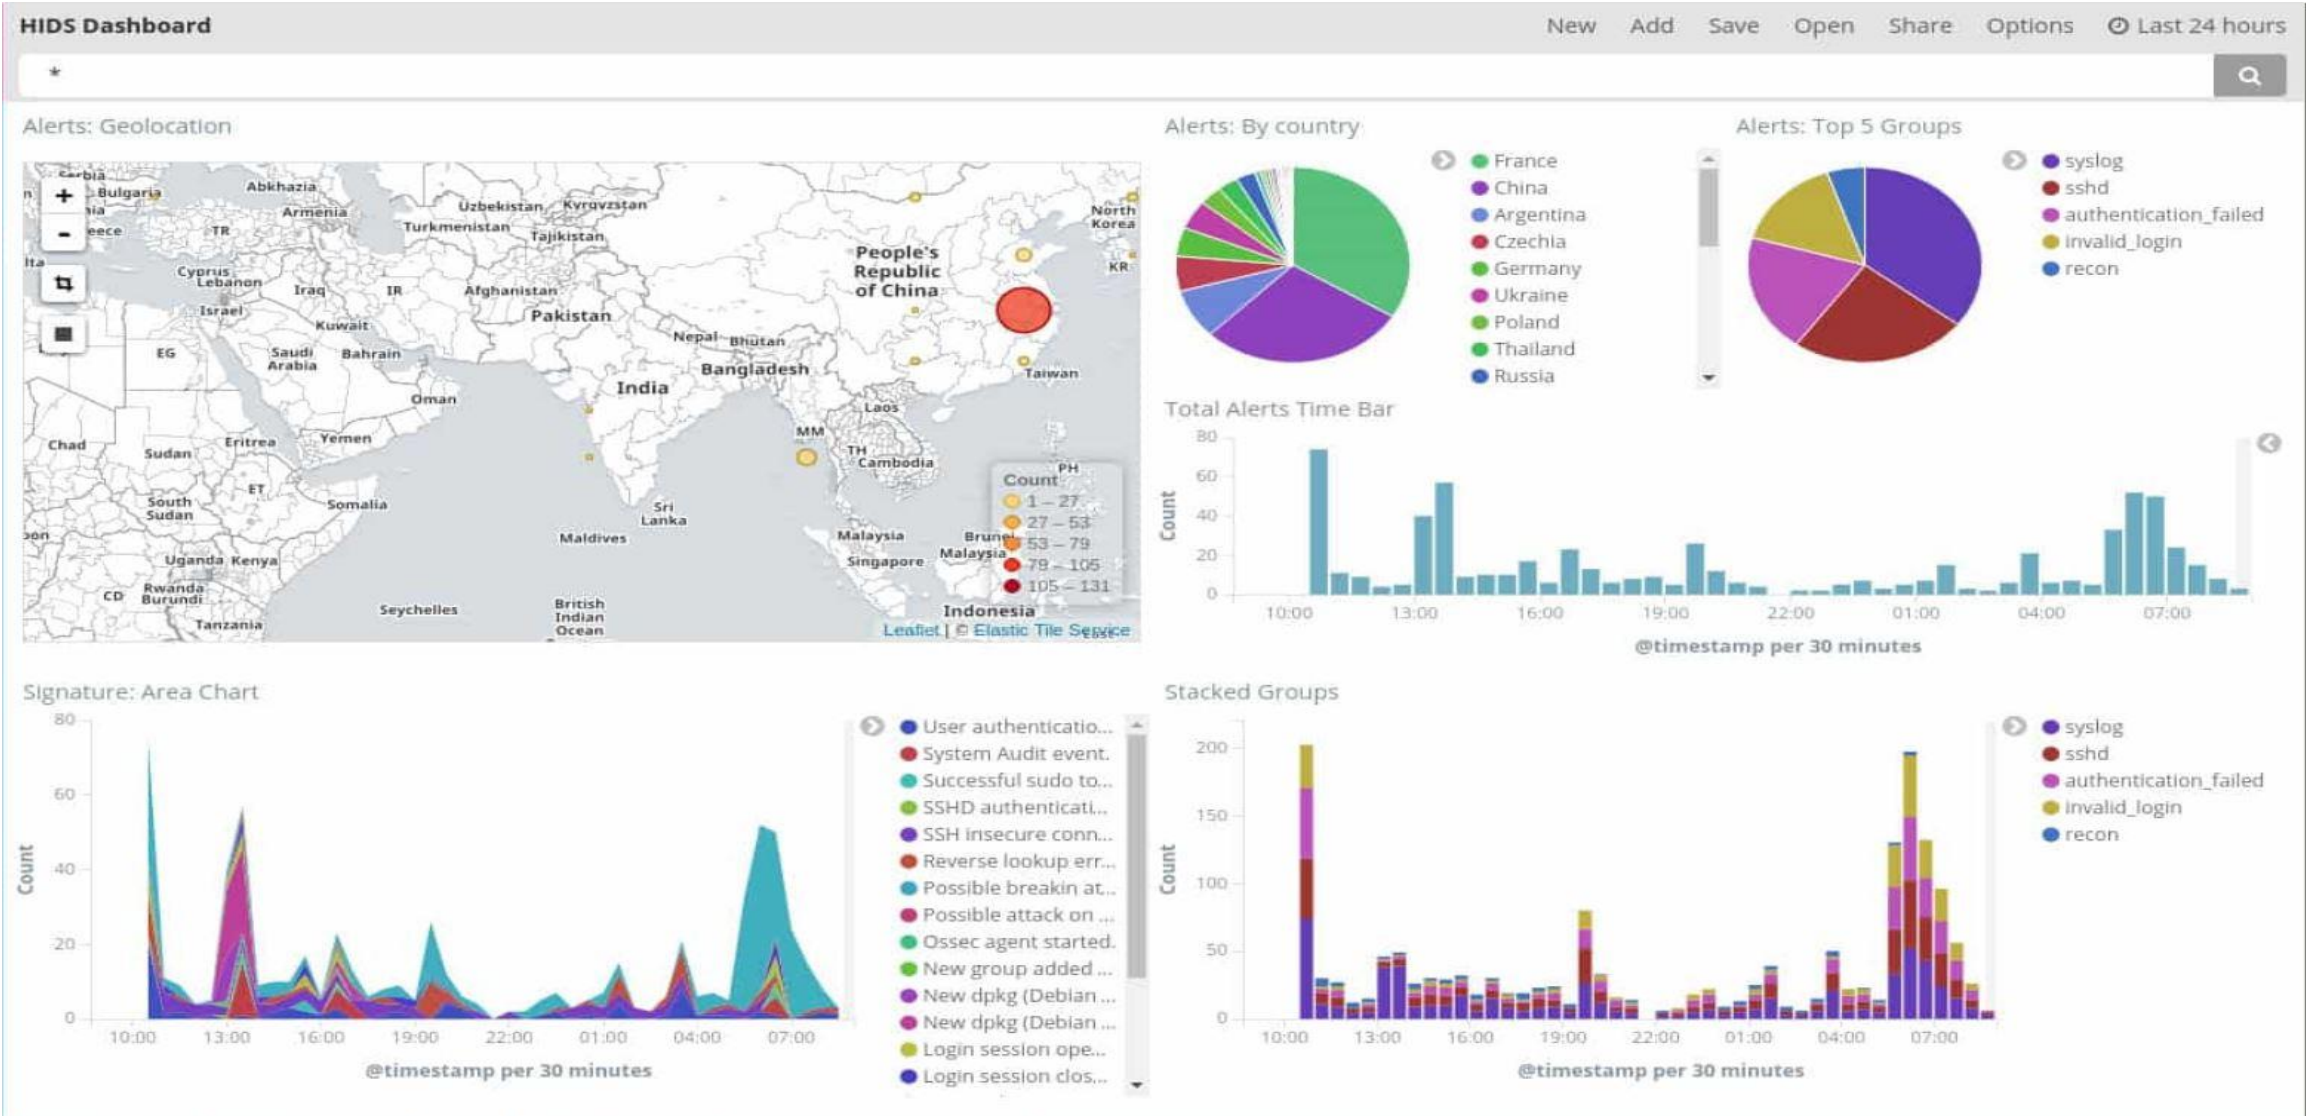 HIDS Dashboard
New Add Save Open Share Options Last 24 hours
*
Alerts: Geolocation
Serbia
Bulgaria
Abkhazia
Armenia
TR
Uzbekistan
Kyrgyzstan
Turkmenistan
Tajikistan
Cyprus
Lebanon
Israel
Iraq
IR
Afghanistan
Kuwait
Pakistan
People's
Republic
of China
North
Korea
KR
EG
Saudi
Arabia
Bahrain
Nepal
Bhutan
Bangladesh
India
Taiwan
Oman
Laos
Chad
Sudan
Eritrea
Yemen
MM
TH
Cambodia
PH
South
Sudan
ET
Somalia
Sri
Lanka
Maldives
Malaysia
Singapore
Brunei
Malaysia
Uganda
Kenya
CD
Rwanda
Burundi
Tanzania
Seychelles
British
Indian
Ocean
Indonesia
Count
1 – 27
27 – 53
53 – 79
79 – 105
105 – 131
Leaflet | © Elastic Tile Service
+
-
Alerts: By country
France
China
Argentina
Czechia
Germany
Ukraine
Poland
Thailand
Russia
Alerts: Top 5 Groups
syslog
sshd
authentication_failed
invalid_login
recon
Total Alerts Time Bar
80
60
40
20
0
Count
10:00 13:00 16:00 19:00 22:00 01:00 04:00 07:00
@timestamp per 30 minutes
Signature: Area Chart
80
60
40
20
0
Count
10:00 13:00 16:00 19:00 22:00 01:00 04:00 07:00
@timestamp per 30 minutes
User authenticatio...
System Audit event.
Successful sudo to...
SSHD authenticati...
SSH insecure conn...
Reverse lookup err...
Possible breakin at...
Possible attack on ...
Ossec agent started.
New group added ...
New dpkg (Debian ...
New dpkg (Debian ...
Login session ope...
Login session clos...
Stacked Groups
200
150
100
50
0
Count
10:00 13:00 16:00 19:00 22:00 01:00 04:00 07:00
@timestamp per 30 minutes
syslog
sshd
authentication_failed
invalid_login
recon